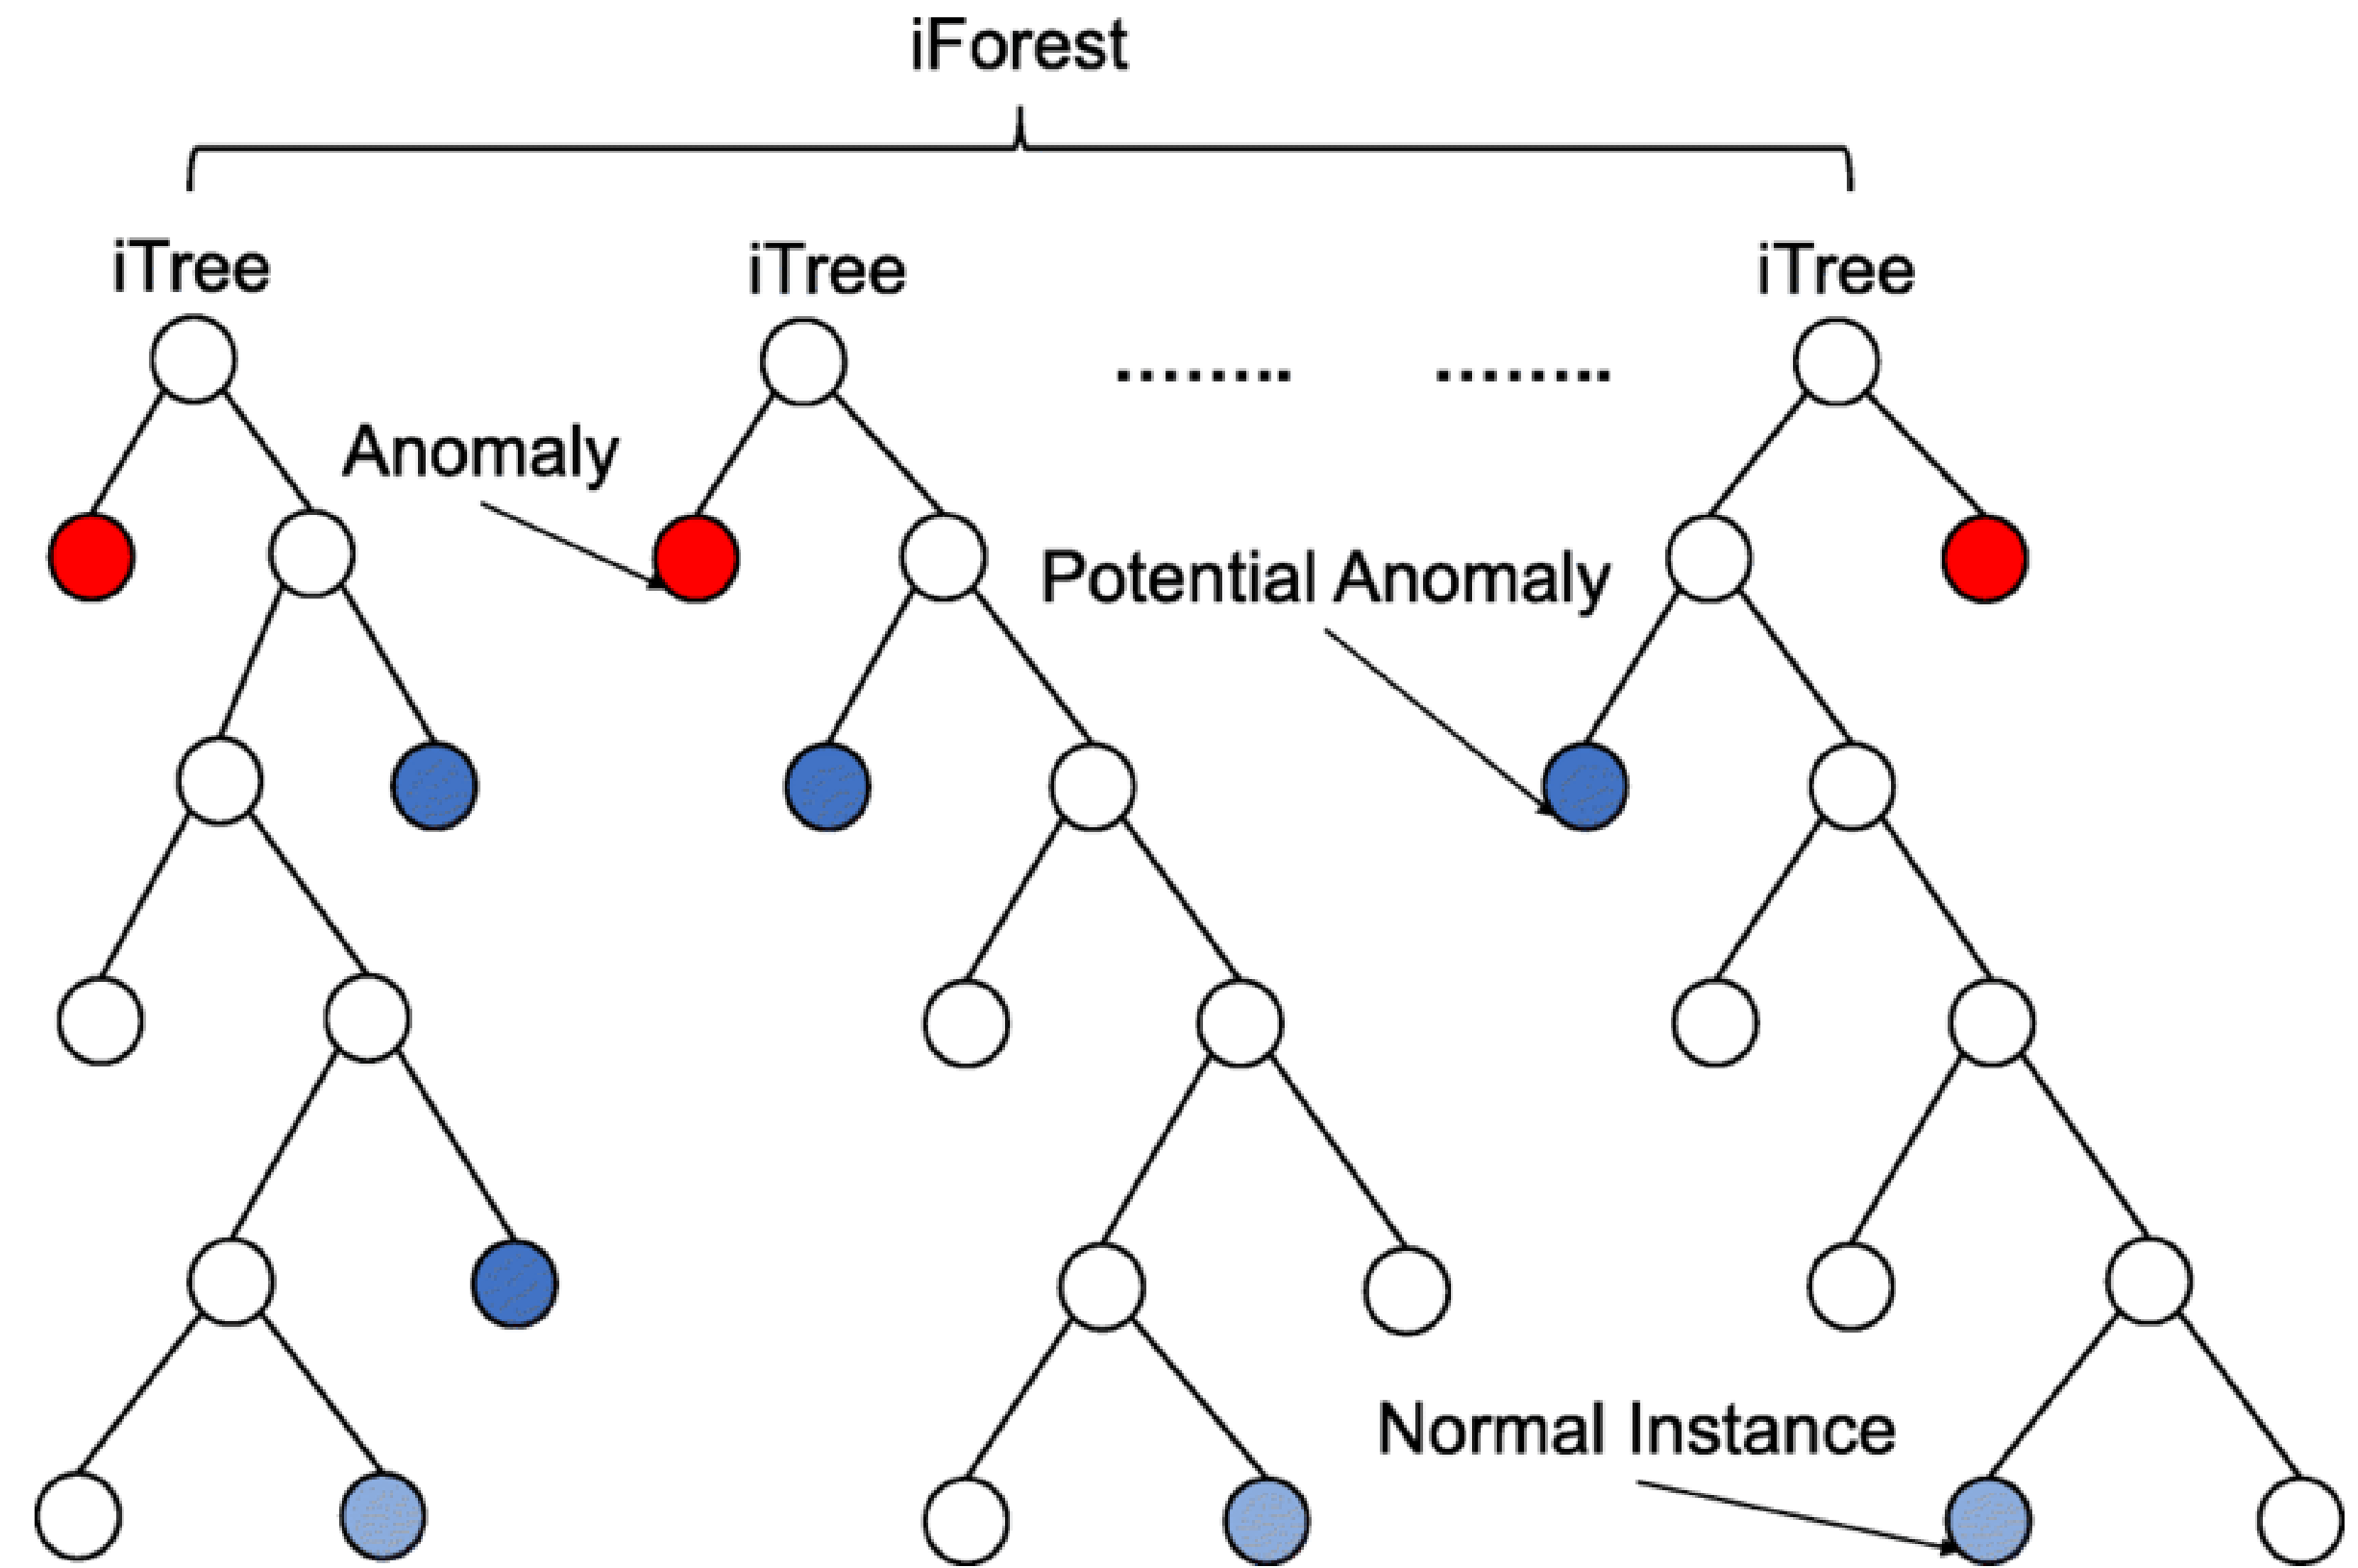 iForest
iTree
iTree
iTree
Anomaly
Potential Anomaly
Normal Instance